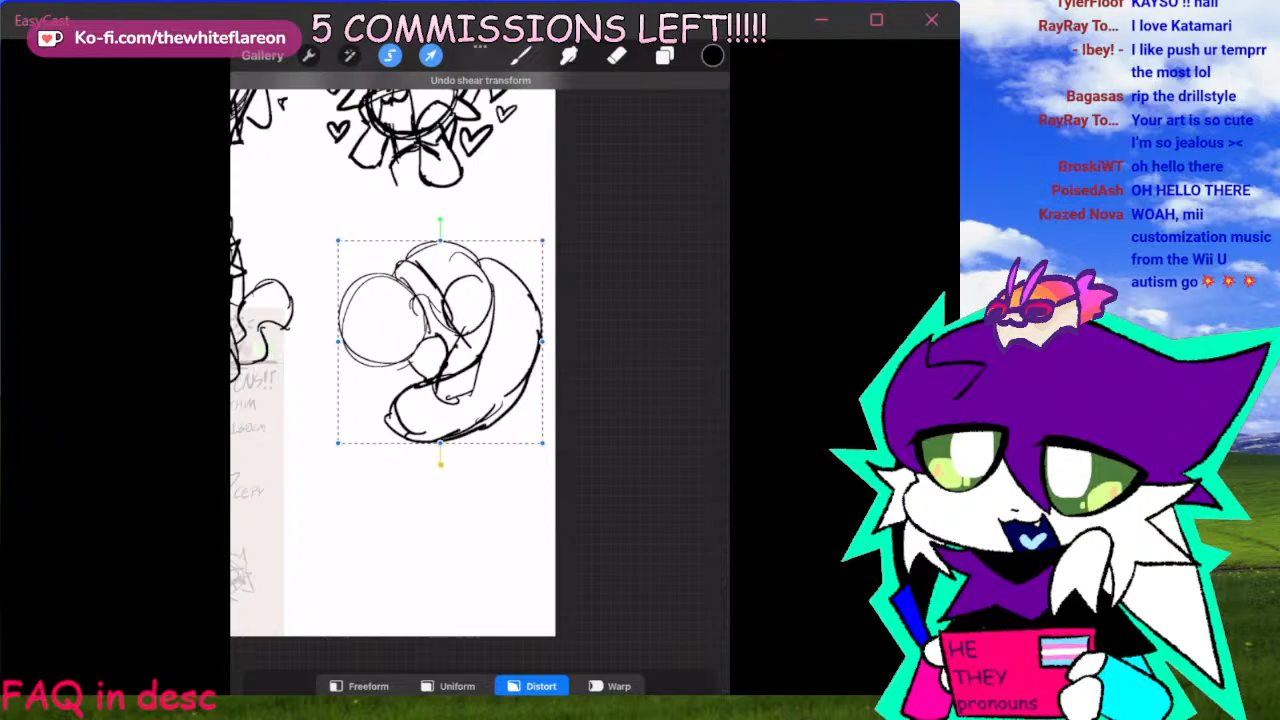 EasyCast
Ko-fi.com/thewhiteflareon
5 COMMISSIONS LEFT!!!!!
Gallery
Undo shear transform
TylerFloof KAYSO !! haii
RayRay To... I love Katamari
- Ibey! - I like push ur temprr
the most lol
Bagasas rip the drillstyle
RayRay To... Your art is so cute
I'm so jealous ><
BroskiWT oh hello there
PoisedAsh OH HELLO THERE
Krazed Nova WOAH, mii
customization music
from the Wii U
autism go 💥 💥 💥
HE
THEY
pronouns
Freeform
Uniform
Distort
Warp
FAQ in desc